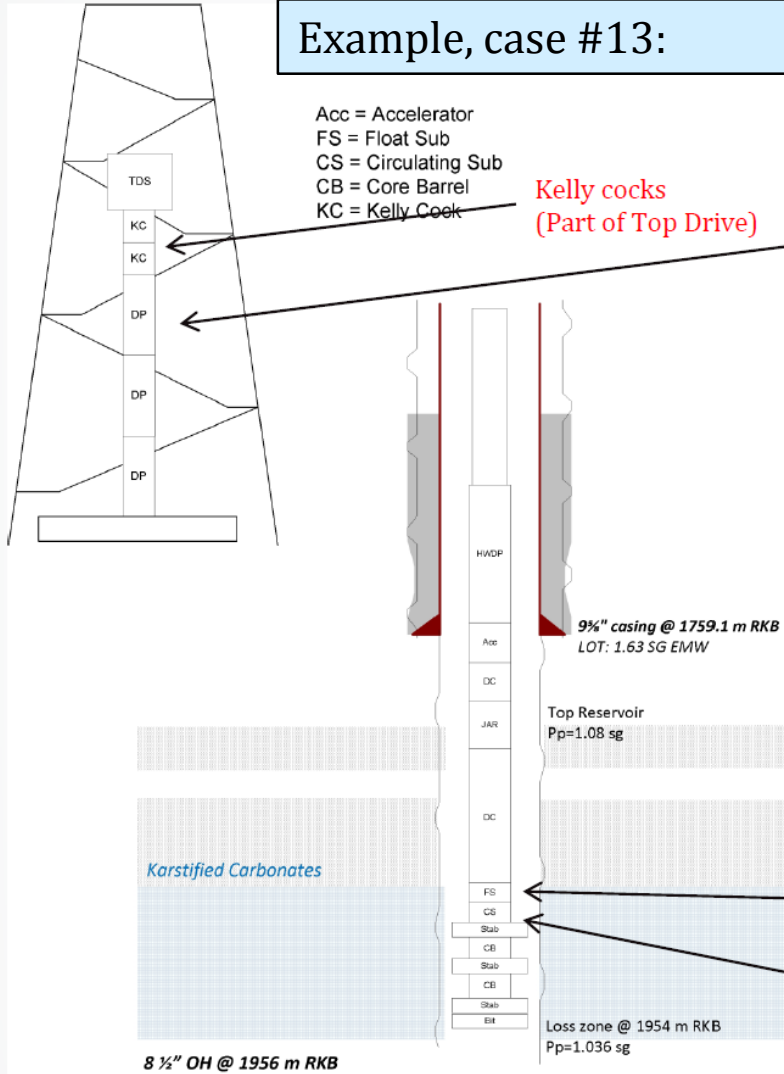 Example, case #13:
Acc = Accelerator
FS = Float Sub
CS = Circulating Sub
CB = Core Barrel
KC = Kelly Cock
Kelly cocks
(Part of Top Drive)
TDS
KC
KC
DP
DP
DP
HWDP
9⅝" casing @ 1759.1 m RKB
LOT: 1.63 SG EMW
Acc
DC
JAR
Top Reservoir
Pp=1.08 sg
DC
Karstified Carbonates
FS
CS
Stab
CB
Stab
CB
Stab
Bit
Loss zone @ 1954 m RKB
Pp=1.036 sg
8 ½” OH @ 1956 m RKB